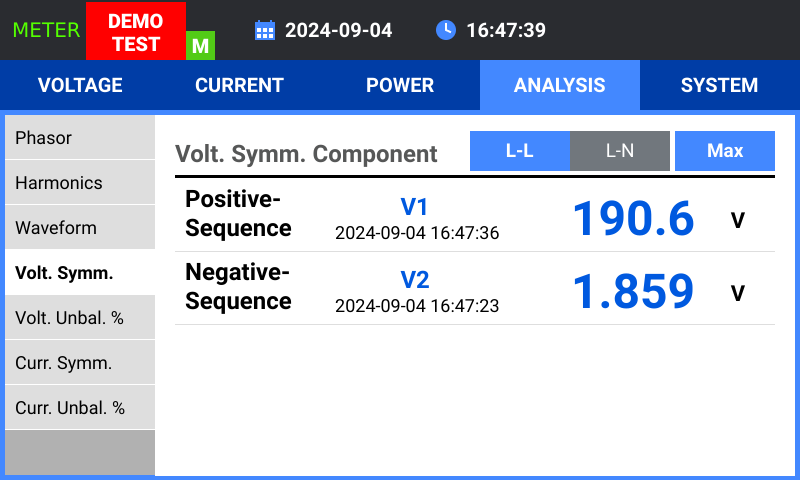 METER
DEMO
TEST
M
2024-09-04
16:47:39
VOLTAGE
CURRENT
POWER
ANALYSIS
SYSTEM
Phasor
Harmonics
Waveform
Volt. Symm.
Volt. Unbal. %
Curr. Symm.
Curr. Unbal. %
Volt. Symm. Component
L-L
L-N
Max
Positive-
Sequence
V1
2024-09-04 16:47:36
190.6 V
Negative-
Sequence
V2
2024-09-04 16:47:23
1.859 V